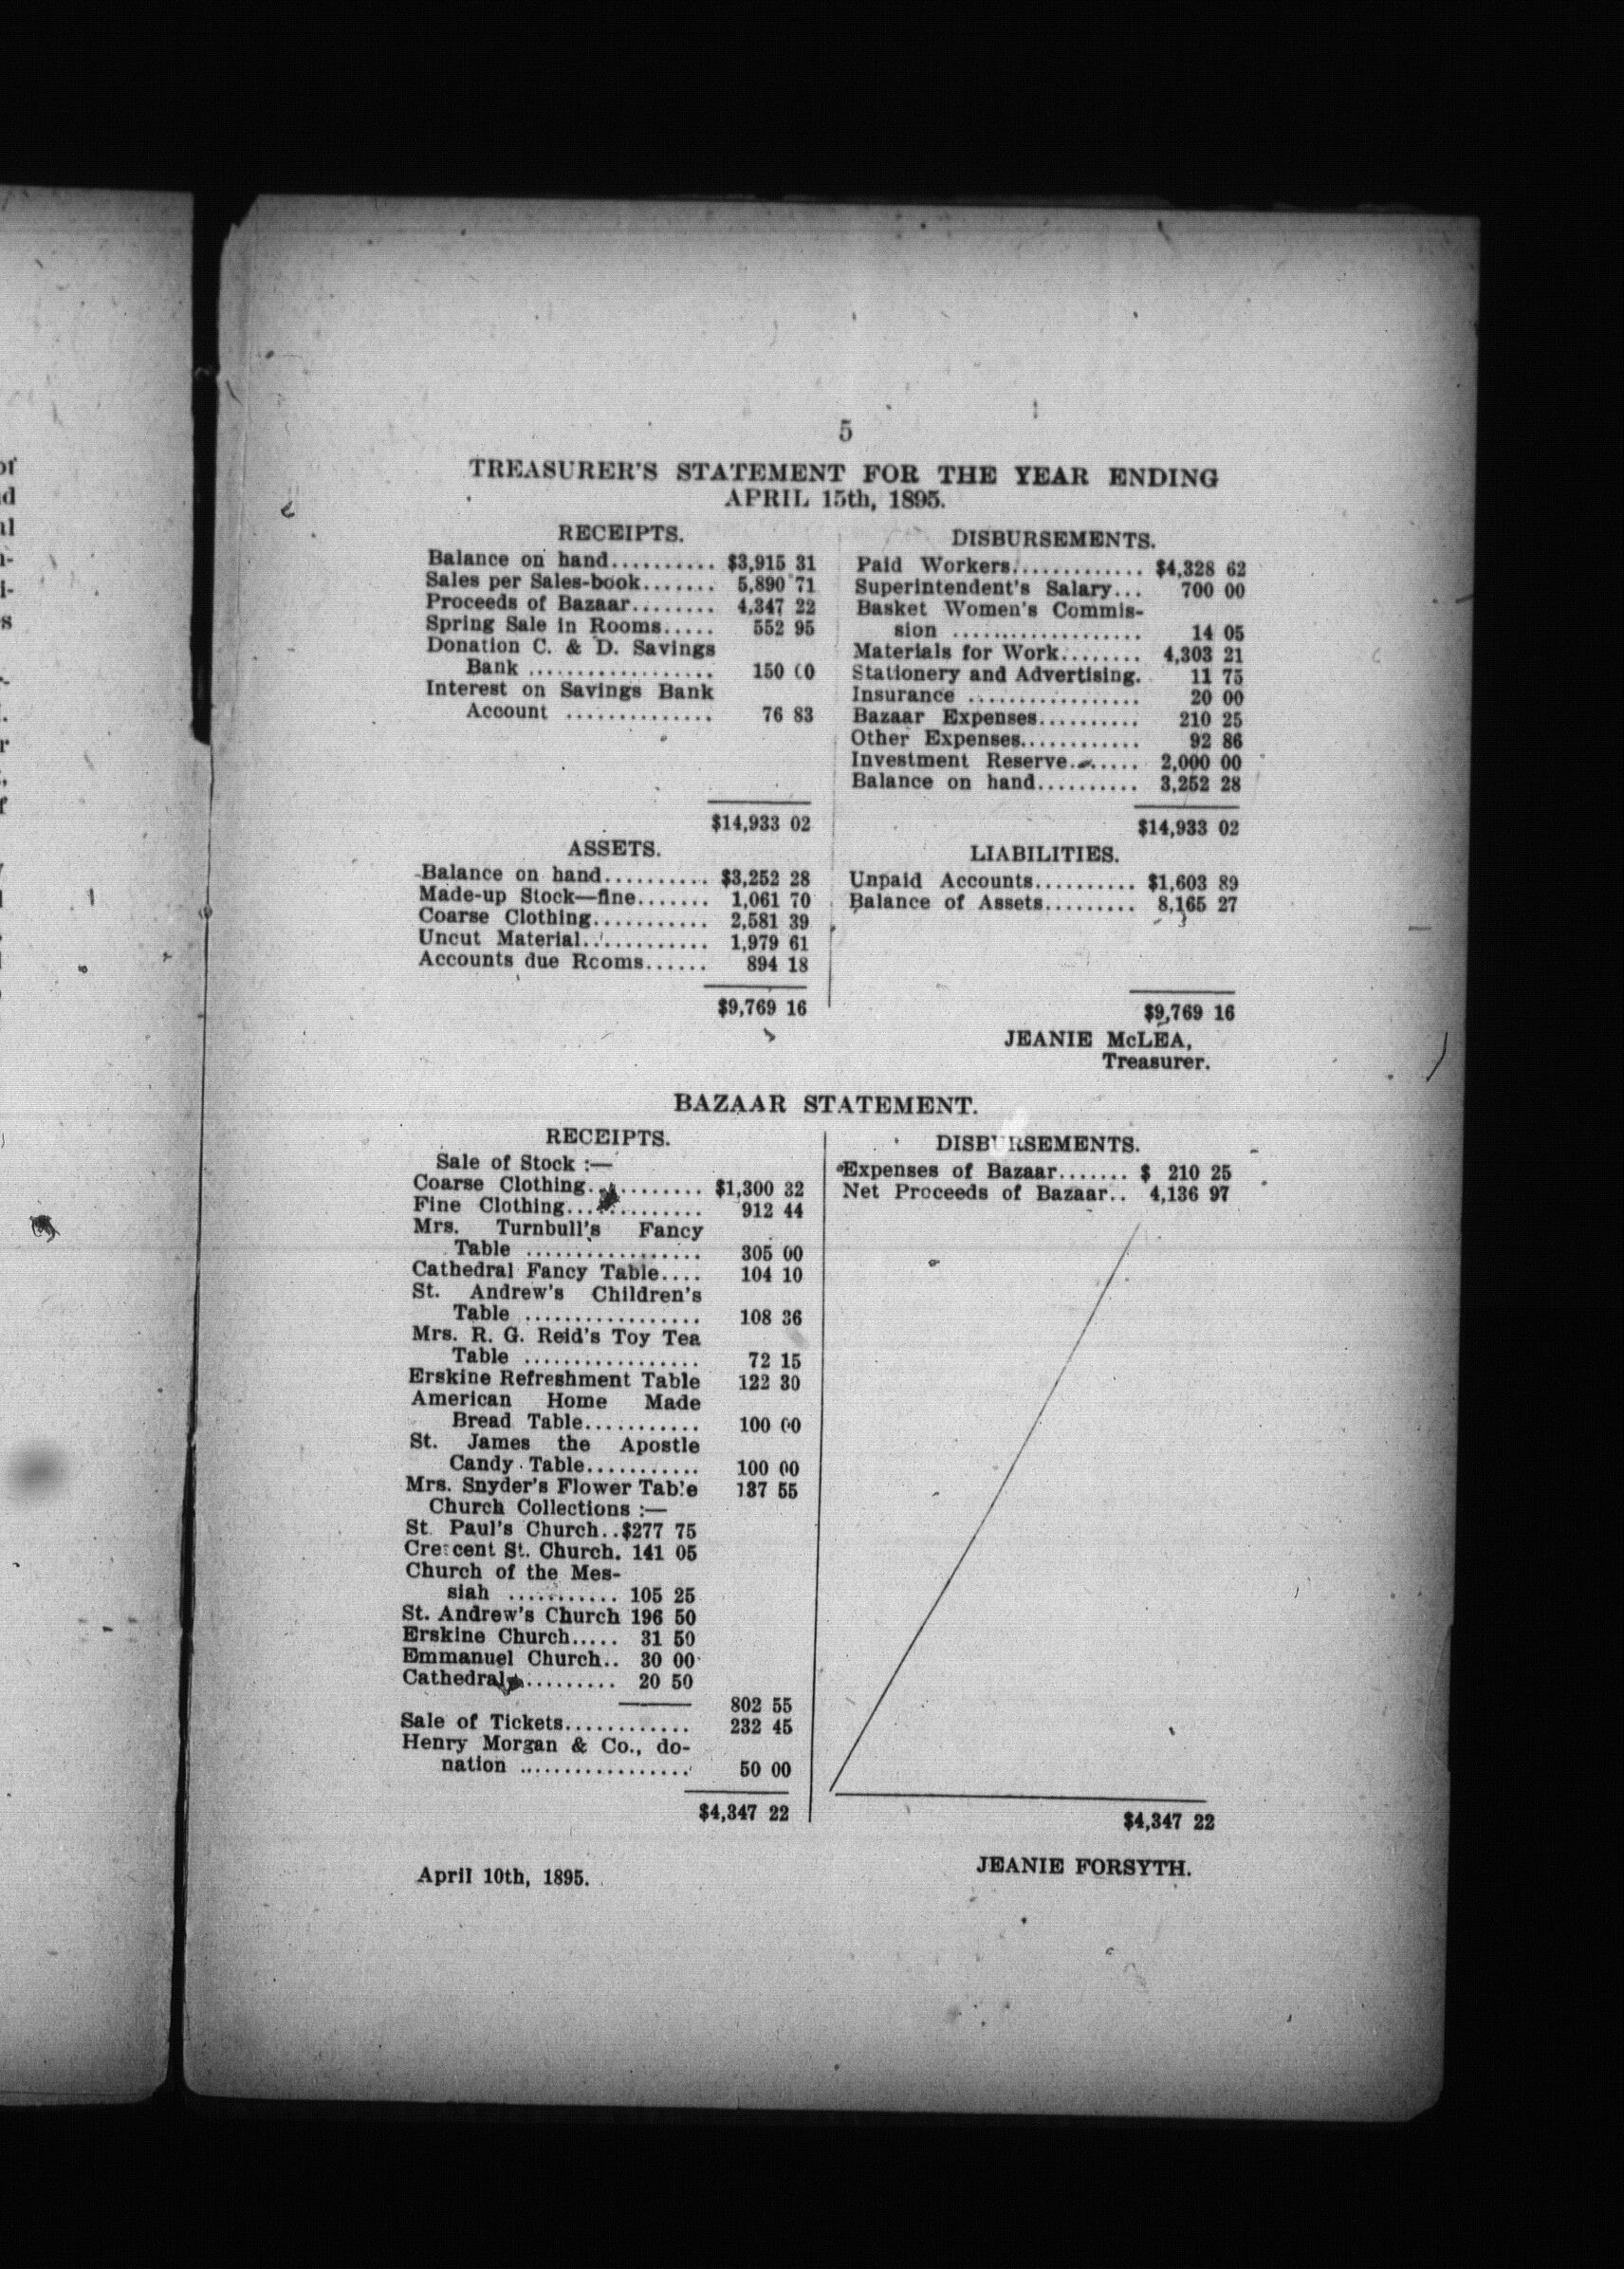 5
TREASURER'S STATEMENT FOR THE YEAR ENDING
APRIL 15th, 1895.
RECEIPTS.
Balance on hand.......... $3,915 31
Sales per Sales-book....... 5,890 71
Proceeds of Bazaar........ 4,347 22
Spring Sale in Rooms..... 552 95
Donation C. & D. Savings
Bank .................. 150 00
Interest on Savings Bank
Account .............. 76 83
$14,933 02
DISBURSEMENTS.
Paid Workers............. $4,328 62
Superintendent's Salary... 700 00
Basket Women's Commis-
sion .................. 14 05
Materials for Work........ 4,303 21
Stationery and Advertising. 11 75
Insurance ................ 20 00
Bazaar Expenses.......... 210 25
Other Expenses............ 92 86
Investment Reserve....... 2,000 00
Balance on hand.......... 3,252 28
$14,933 02
ASSETS.
Balance on hand.......... $3,252 28
Made-up Stock—fine....... 1,061 70
Coarse Clothing........... 2,581 39
Uncut Material............ 1,979 61
Accounts due Rooms...... 894 18
$9,769 16
LIABILITIES.
Unpaid Accounts.......... $1,603 89
Balance of Assets......... 8,165 27
$9,769 16
JEANIE McLEA,
Treasurer.
BAZAAR STATEMENT.
RECEIPTS.
Sale of Stock :—
Coarse Clothing........... $1,300 32
Fine Clothing............. 912 44
Mrs. Turnbull's Fancy
Table ................. 305 00
Cathedral Fancy Table.... 104 10
St. Andrew's Children's
Table ................. 108 36
Mrs. R. G. Reid's Toy Tea
Table ................. 72 15
Erskine Refreshment Table 122 30
American Home Made
Bread Table........... 100 00
St. James the Apostle
Candy Table........... 100 00
Mrs. Snyder's Flower Table 137 55
Church Collections :—
St. Paul's Church..$277 75
Crescent St. Church. 141 05
Church of the Mes-
siah ........... 105 25
St. Andrew's Church 196 50
Erskine Church..... 31 50
Emmanuel Church.. 30 00
Cathedral.......... 20 50
802 55
Sale of Tickets............ 232 45
Henry Morgan & Co., do-
nation ................. 50 00
$4,347 22
DISBURSEMENTS.
Expenses of Bazaar....... $ 210 25
Net Proceeds of Bazaar.. 4,136 97
$4,347 22
April 10th, 1895.
JEANIE FORSYTH.